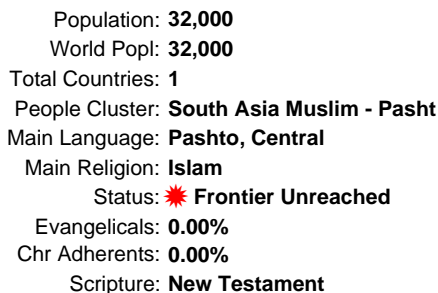 Population: 32,000
World Popl: 32,000
Total Countries: 1
People Cluster: South Asia Muslim - Pasht
Main Language: Pashto, Central
Main Religion: Islam
Status: Frontier Unreached
Evangelicals: 0.00%
Chr Adherents: 0.00%
Scripture: New Testament